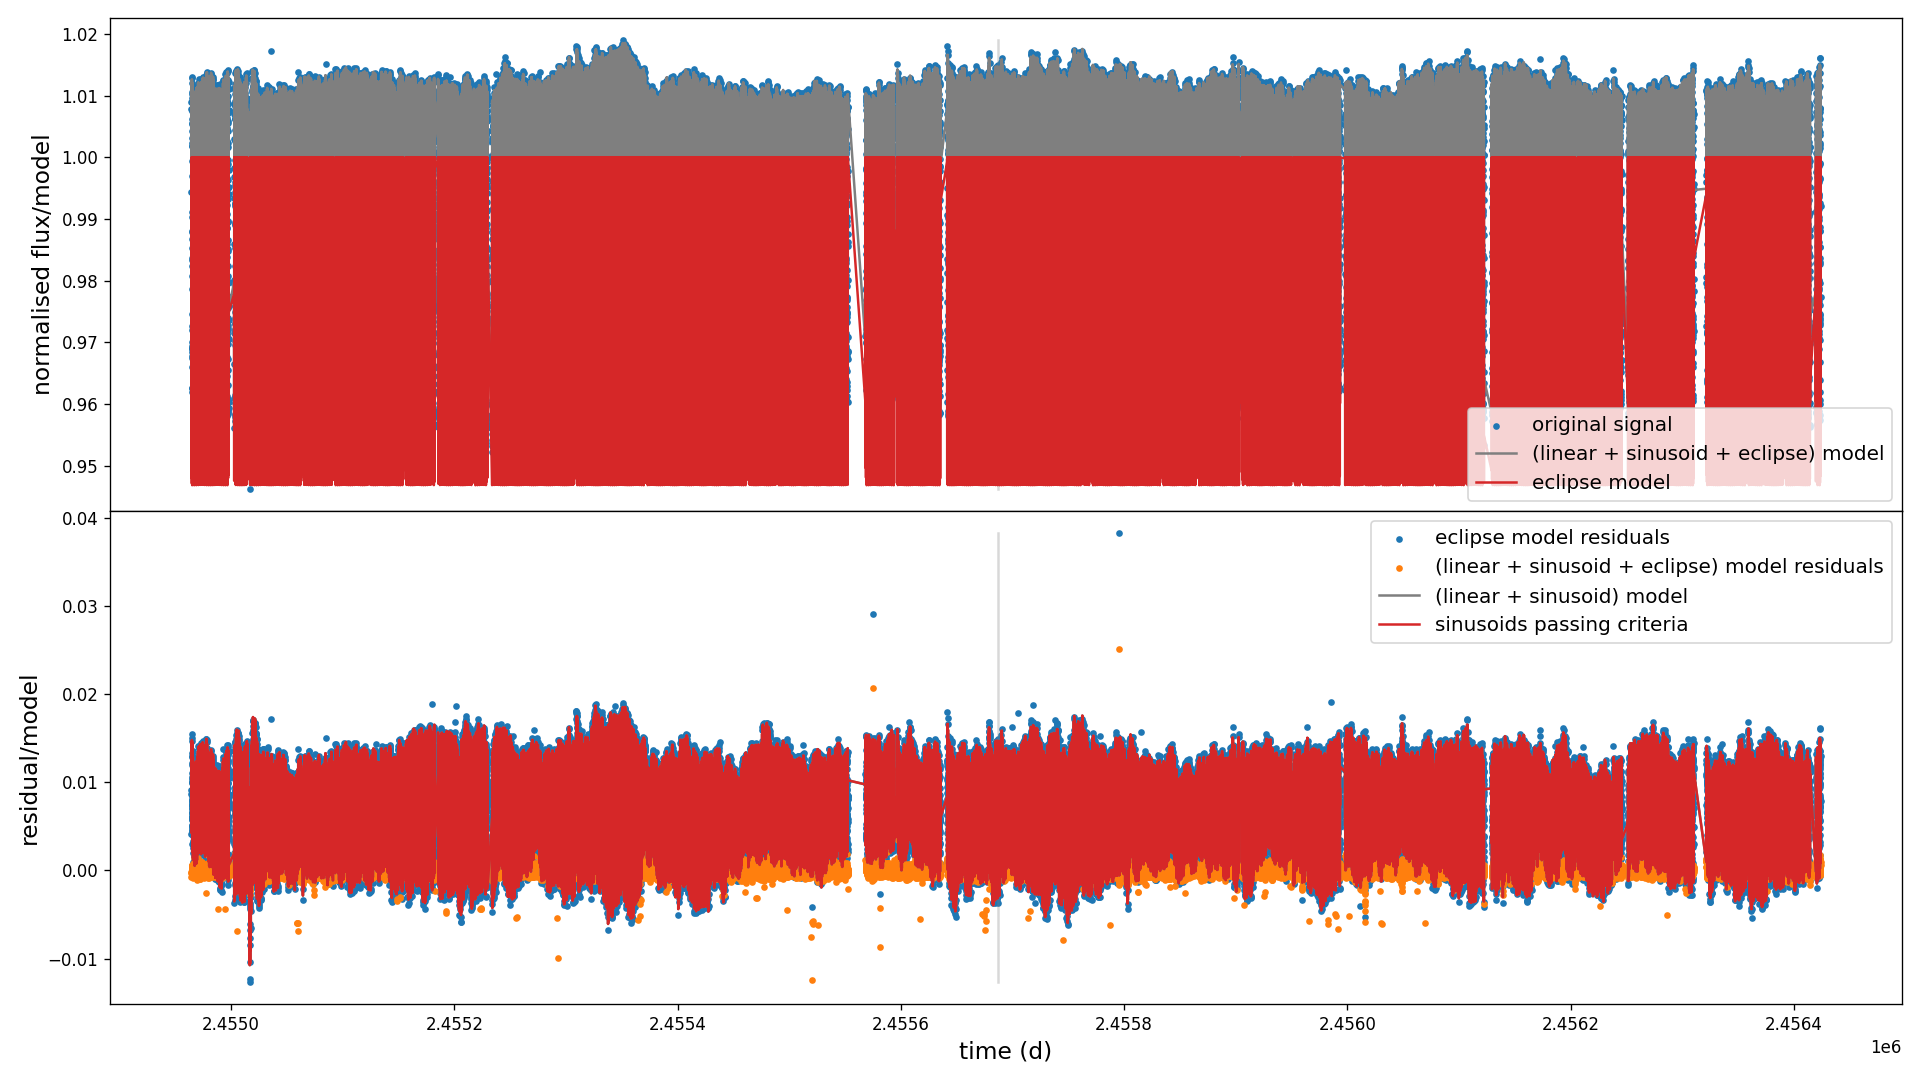 1.02
1.01
1.00
0.99
0.98
0.97
0.96
0.95
normalised flux/model
original signal
(linear + sinusoid + eclipse) model
eclipse model
0.04
0.03
0.02
0.01
0.00
−0.01
residual/model
eclipse model residuals
(linear + sinusoid + eclipse) model residuals
(linear + sinusoid) model
sinusoids passing criteria
2.4550 2.4552 2.4554 2.4556 2.4558 2.4560 2.4562 2.4564
1e6
time (d)